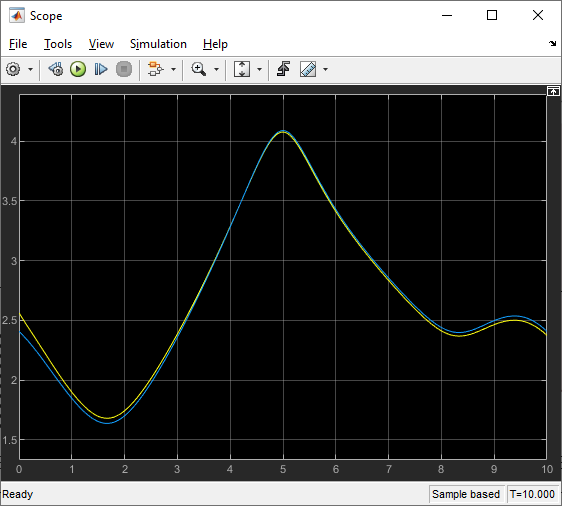 Scope
File Tools View Simulation Help
4
3.5
3
2.5
2
1.5
0 1 2 3 4 5 6 7 8 9 10
Ready Sample based T=10.000